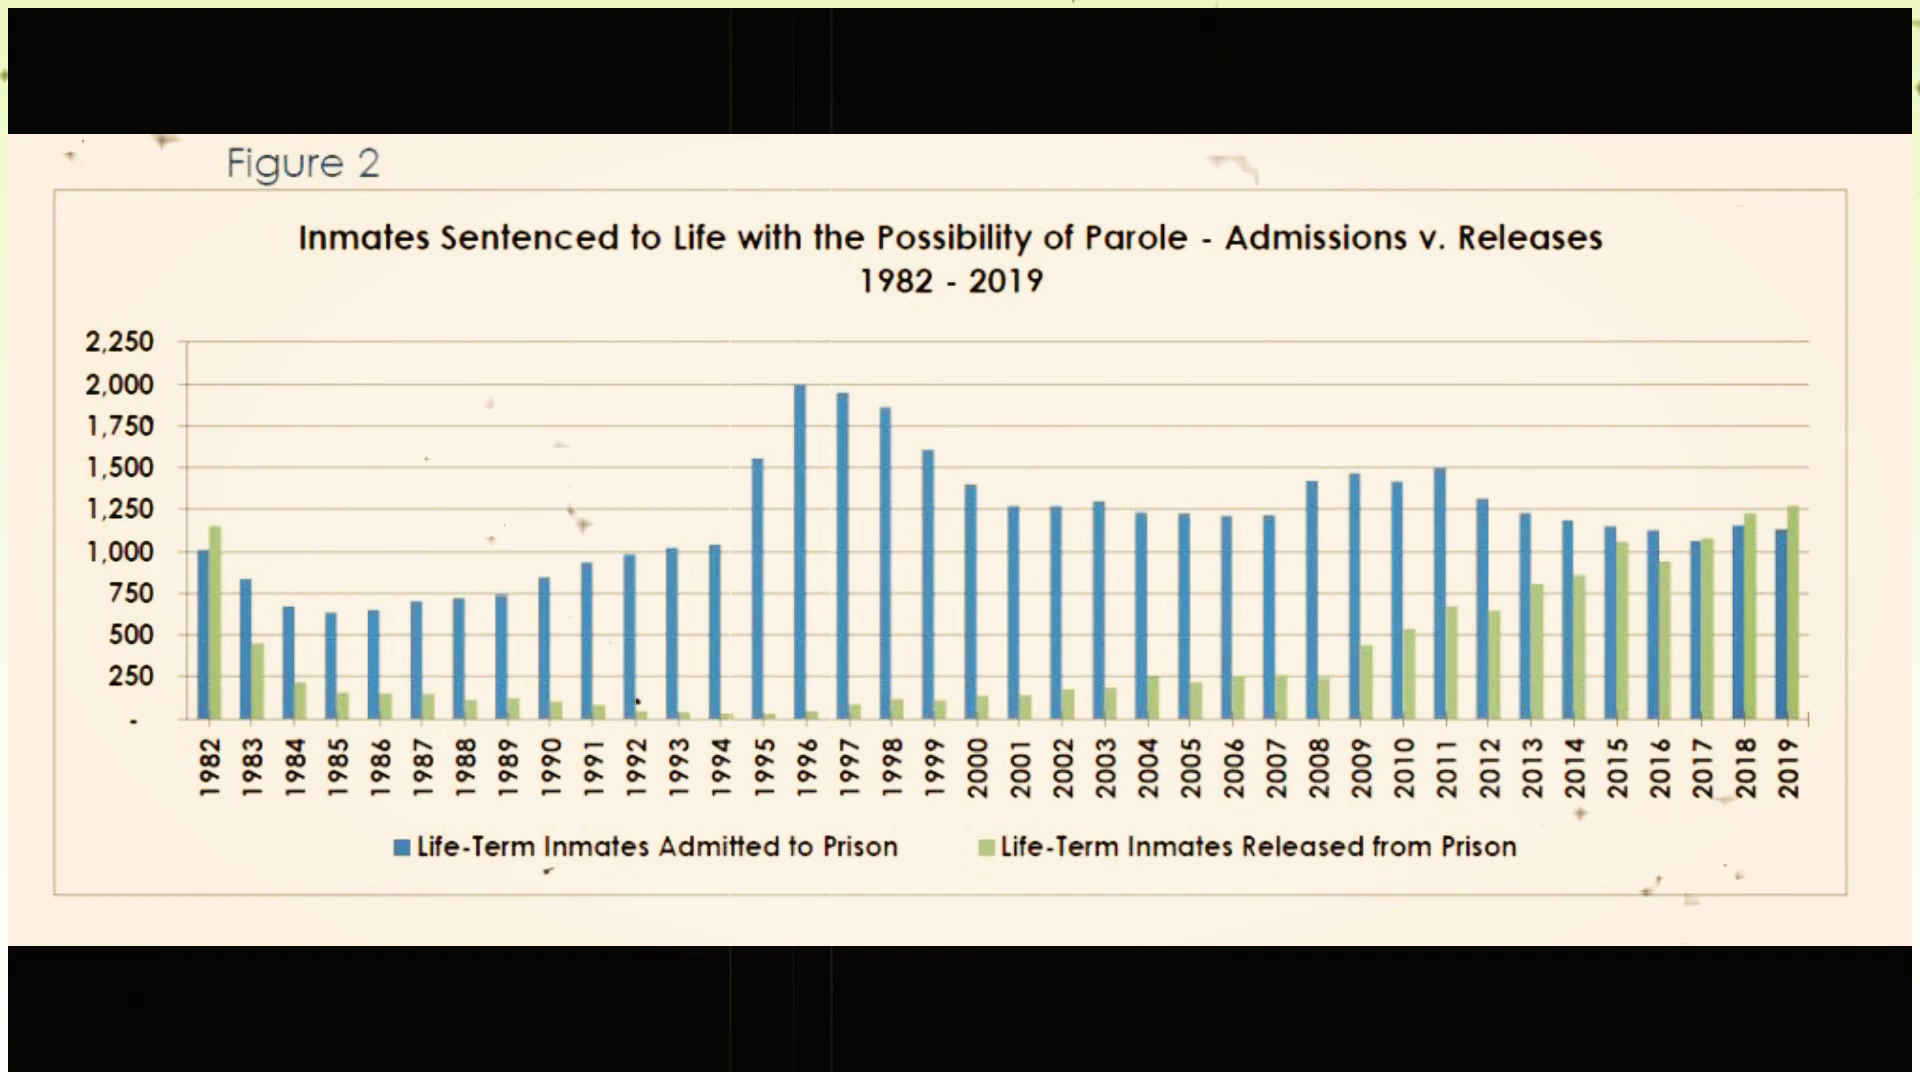 Figure 2
Inmates Sentenced to Life with the Possibility of Parole - Admissions v. Releases
1982 - 2019
2,250
2,000
1,750
1,500
1,250
1,000
750
500
250
-
1982 1983 1984 1985 1986 1987 1988 1989 1990 1991 1992 1993 1994 1995 1996 1997 1998 1999 2000 2001 2002 2003 2004 2005 2006 2007 2008 2009 2010 2011 2012 2013 2014 2015 2016 2017 2018 2019
Life-Term Inmates Admitted to Prison Life-Term Inmates Released from Prison